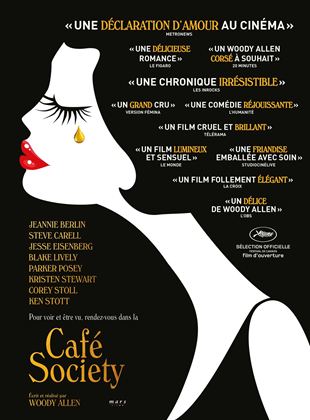 « UNE DÉCLARATION D'AMOUR AU CINÉMA »
METRONEWS
« UNE DÉLICIEUSE
ROMANCE »
LE FIGARO
« UN WOODY ALLEN
CORSÉ À SOUHAIT »
20 MINUTES
« UNE CHRONIQUE IRRÉSISTIBLE »
LES INROCKS
« UN GRAND CRU »
VERSION FÉMINA
« UNE COMÉDIE RÉJOUISSANTE »
L'HUMANITÉ
« UN FILM CRUEL ET BRILLANT »
TÉLÉRAMA
« UN FILM LUMINEUX
ET SENSUEL »
LE MONDE
« UNE FRIANDISE
EMBALLÉE AVEC SOIN »
STUDIOCINÉLIVE
« UN FILM FOLLEMENT ÉLÉGANT »
LA CROIX
« UN DÉLICE
DE WOODY ALLEN »
L'OBS
SÉLECTION OFFICIELLE
FESTIVAL DE CANNES
film d'ouverture
JEANNIE BERLIN
STEVE CARELL
JESSE EISENBERG
BLAKE LIVELY
PARKER POSEY
KRISTEN STEWART
COREY STOLL
KEN STOTT
Pour voir et être vu, rendez-vous dans la
Café
Society
Écrit et réalisé par
WOODY ALLEN
mars